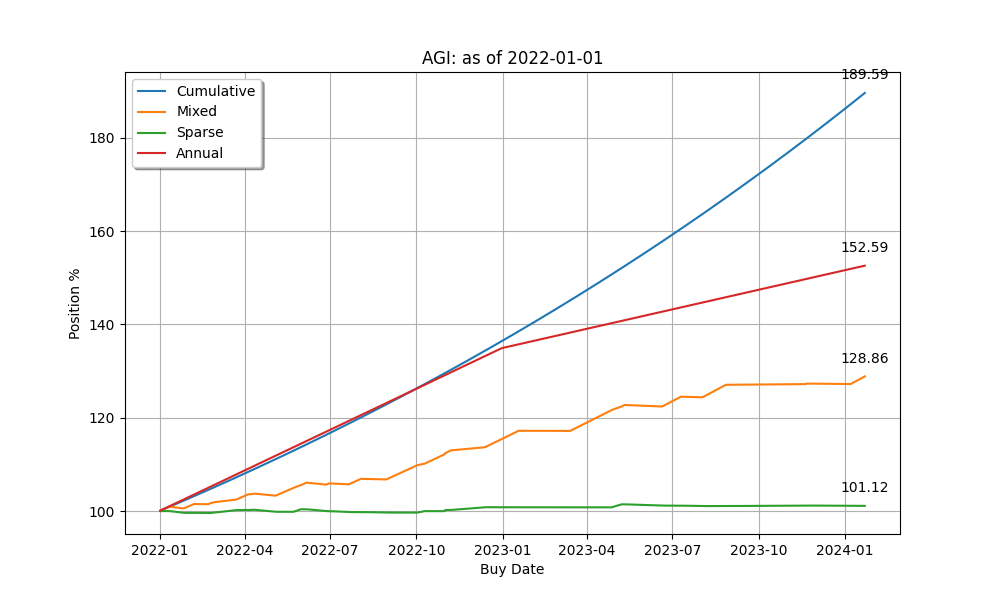 AGI: as of 2022-01-01
189.59
Cumulative
Mixed
Sparse
Annual
180
160
152.59
140
128.86
120
101.12
100
Position %
2022-01 2022-04 2022-07 2022-10 2023-01 2023-04 2023-07 2023-10 2024-01
Buy Date